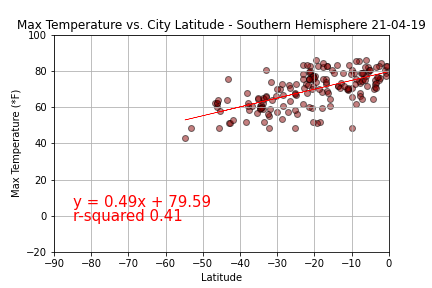 Max Temperature vs. City Latitude - Southern Hemisphere 21-04-19
Max Temperature (*F)
100
80
60
40
20
0
−20
y = 0.49x + 79.59
r-squared 0.41
−90 −80 −70 −60 −50 −40 −30 −20 −10 0
Latitude